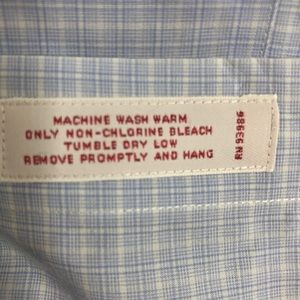 MACHINE WASH WARM
ONLY NON-CHLORINE BLEACH
TUMBLE DRY LOW
REMOVE PROMPTLY AND HANG
RN 93986